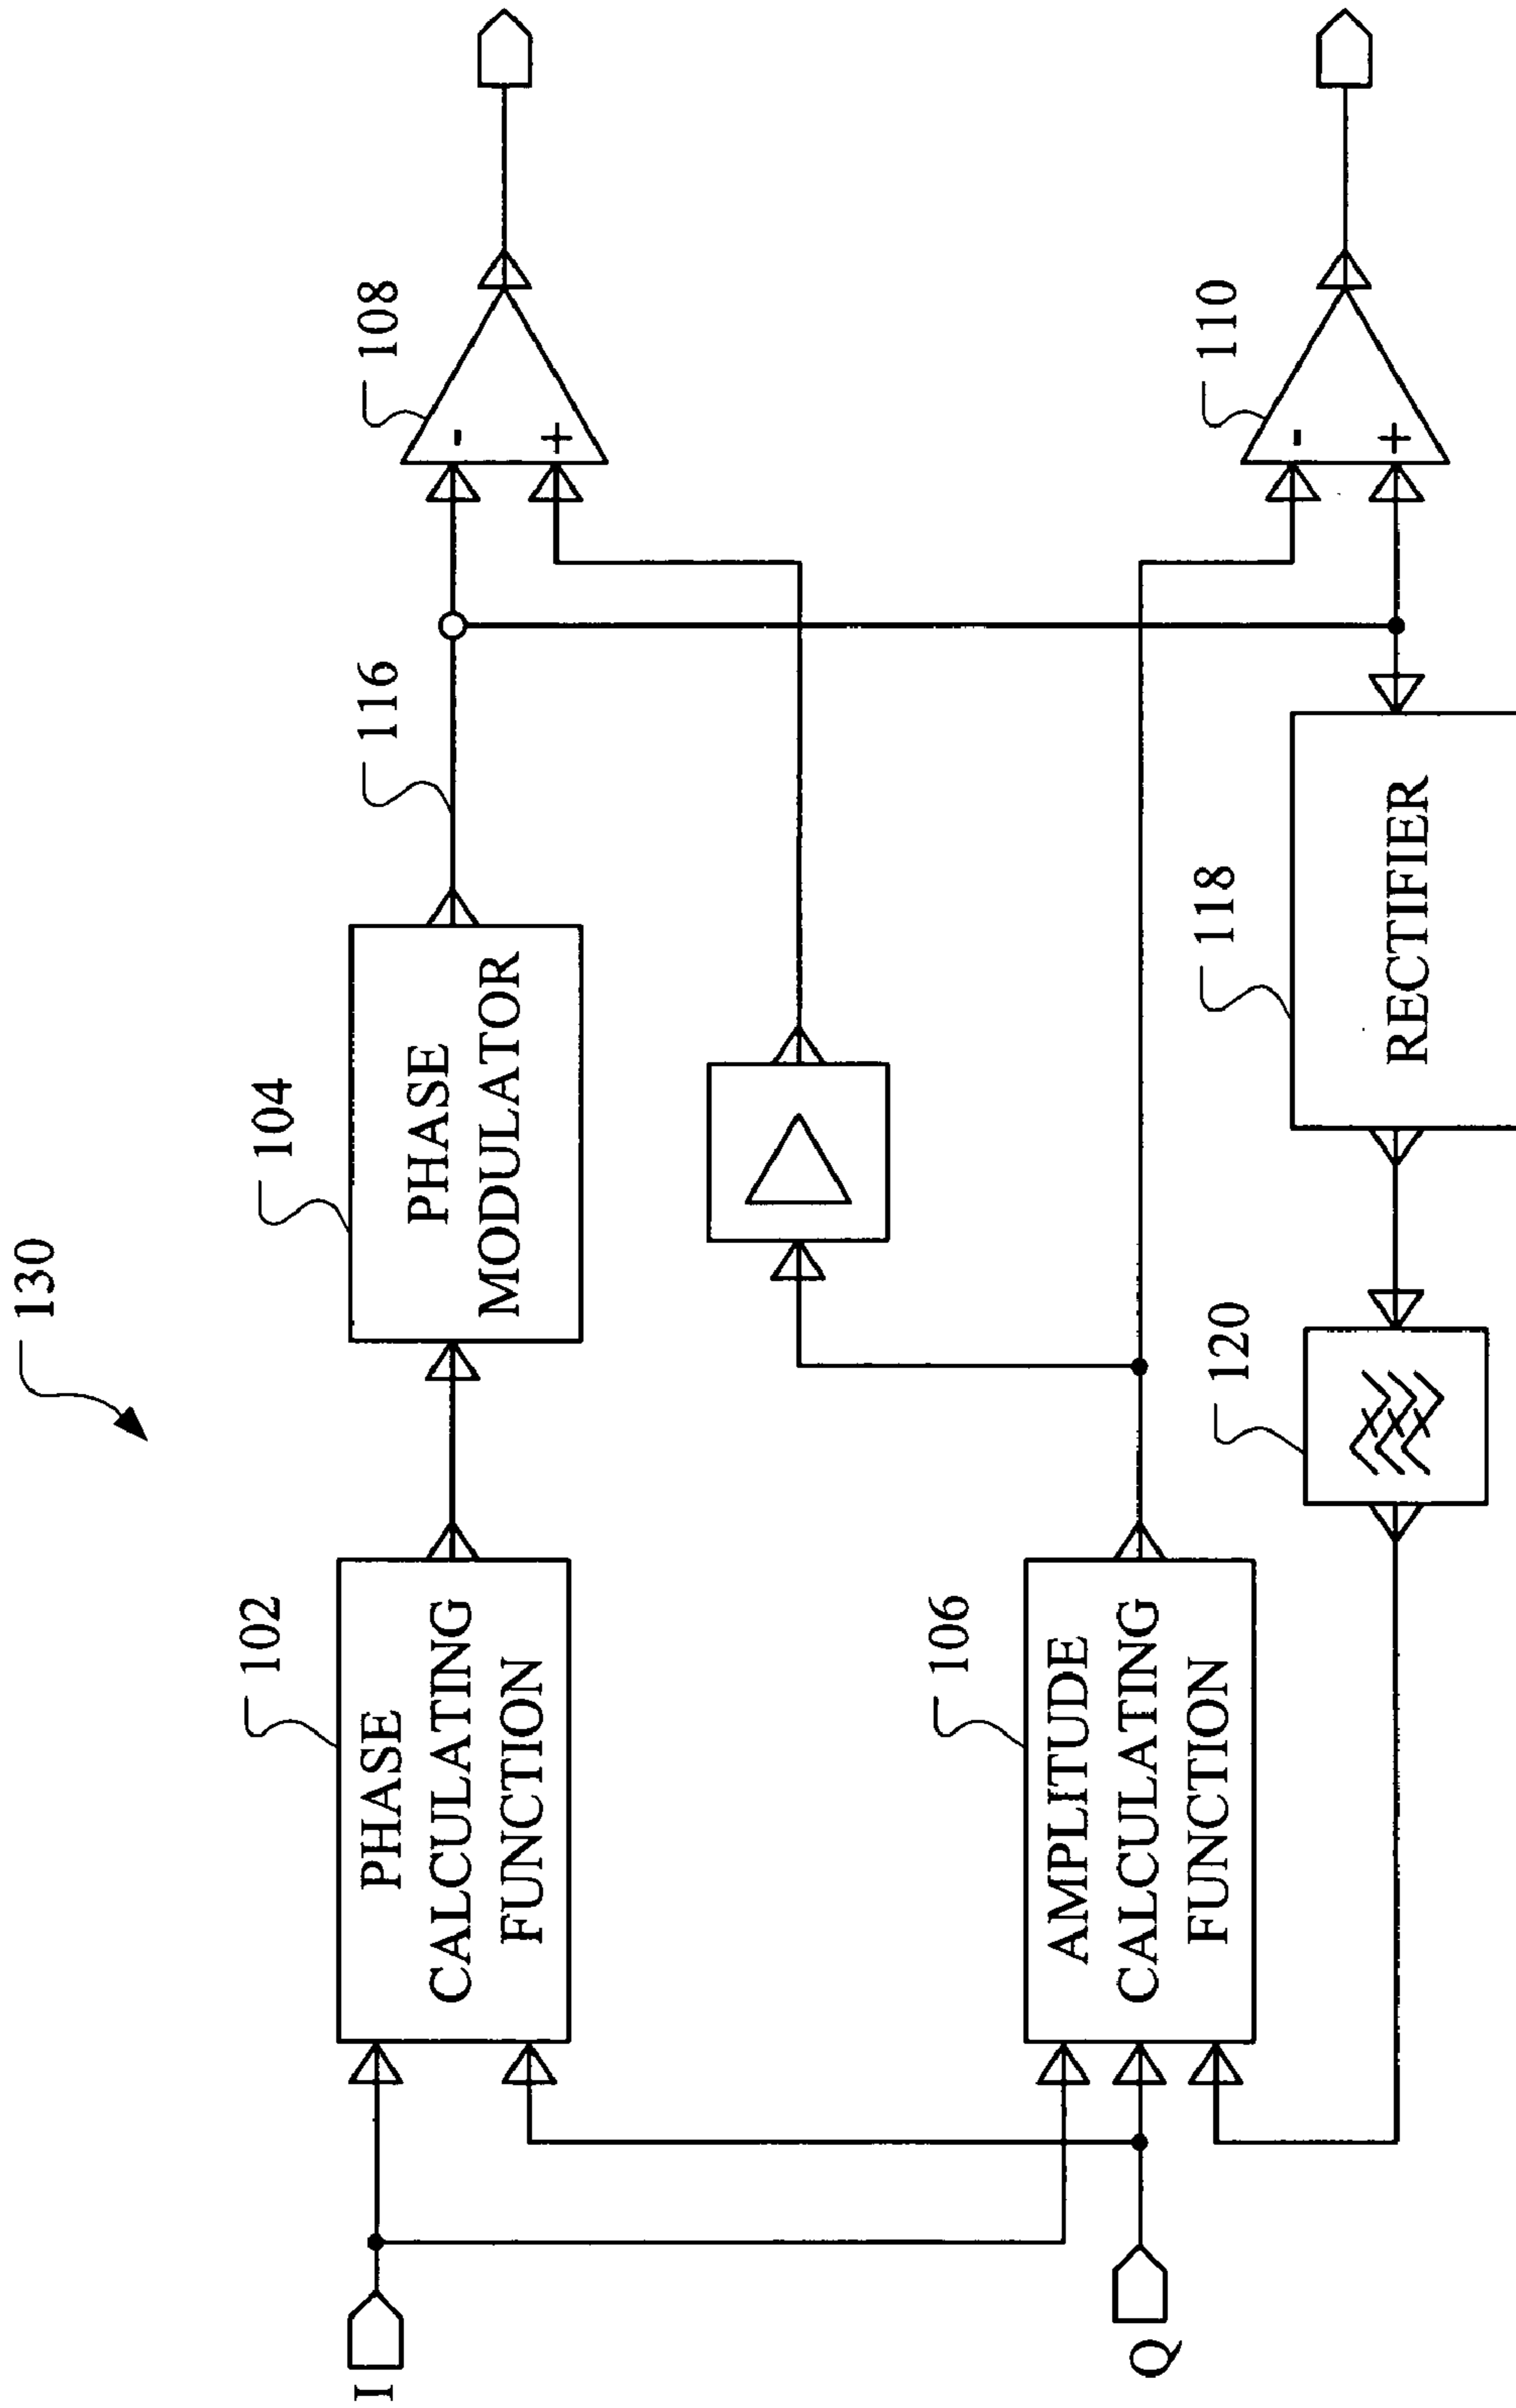 130
I
Q
102
PHASE
CALCULATING
FUNCTION
104
PHASE
MODULATOR
116
108
-
+
106
AMPLITUDE
CALCULATING
FUNCTION
110
-
+
120
118
RECTIFIER